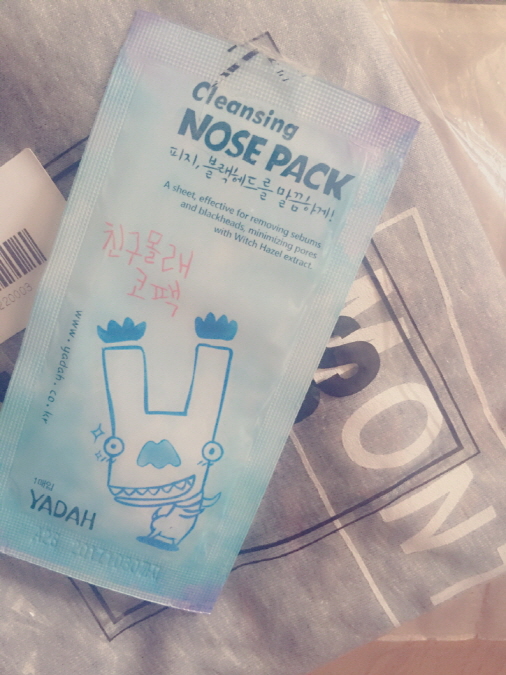 Cleansing
NOSE PACK
피지, 블랙헤드를 말끔하게!
A sheet, effective for removing sebums
and blackheads, minimizing pores
with Witch Hazel extract.
친구몰래
코팩
www.yadah.co.kr
YADAH
MONT